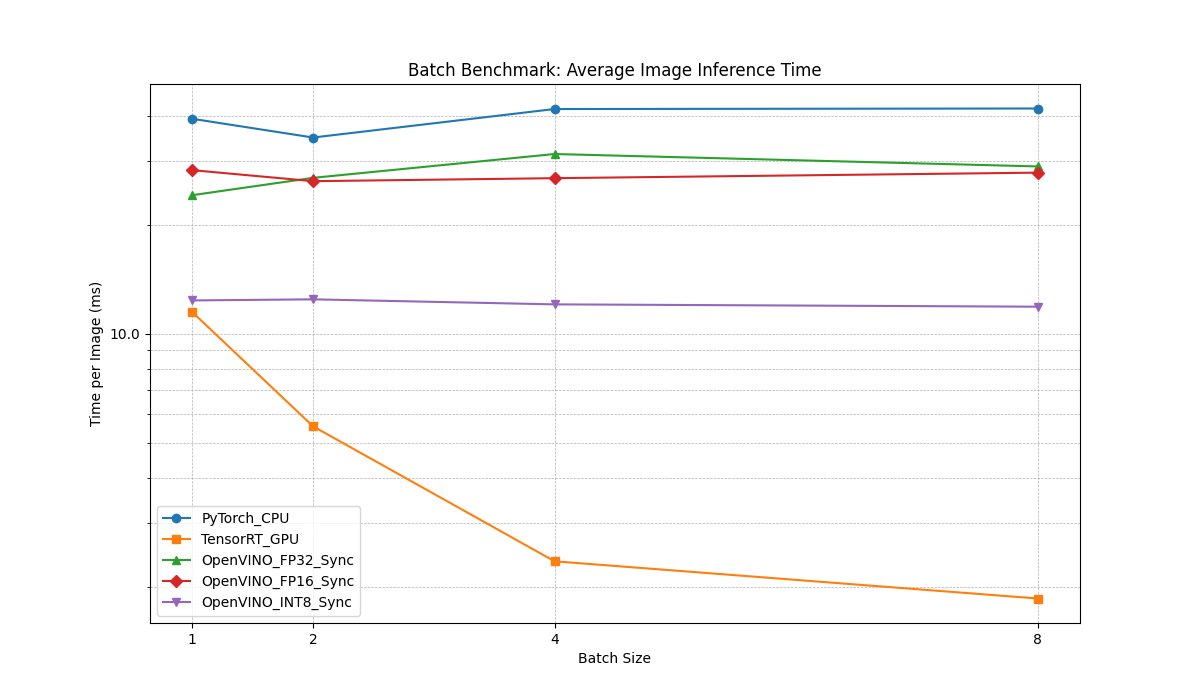 Batch Benchmark: Average Image Inference Time
Time per Image (ms)
10.0
PyTorch_CPU
TensorRT_GPU
OpenVINO_FP32_Sync
OpenVINO_FP16_Sync
OpenVINO_INT8_Sync
1 2 4 8
Batch Size